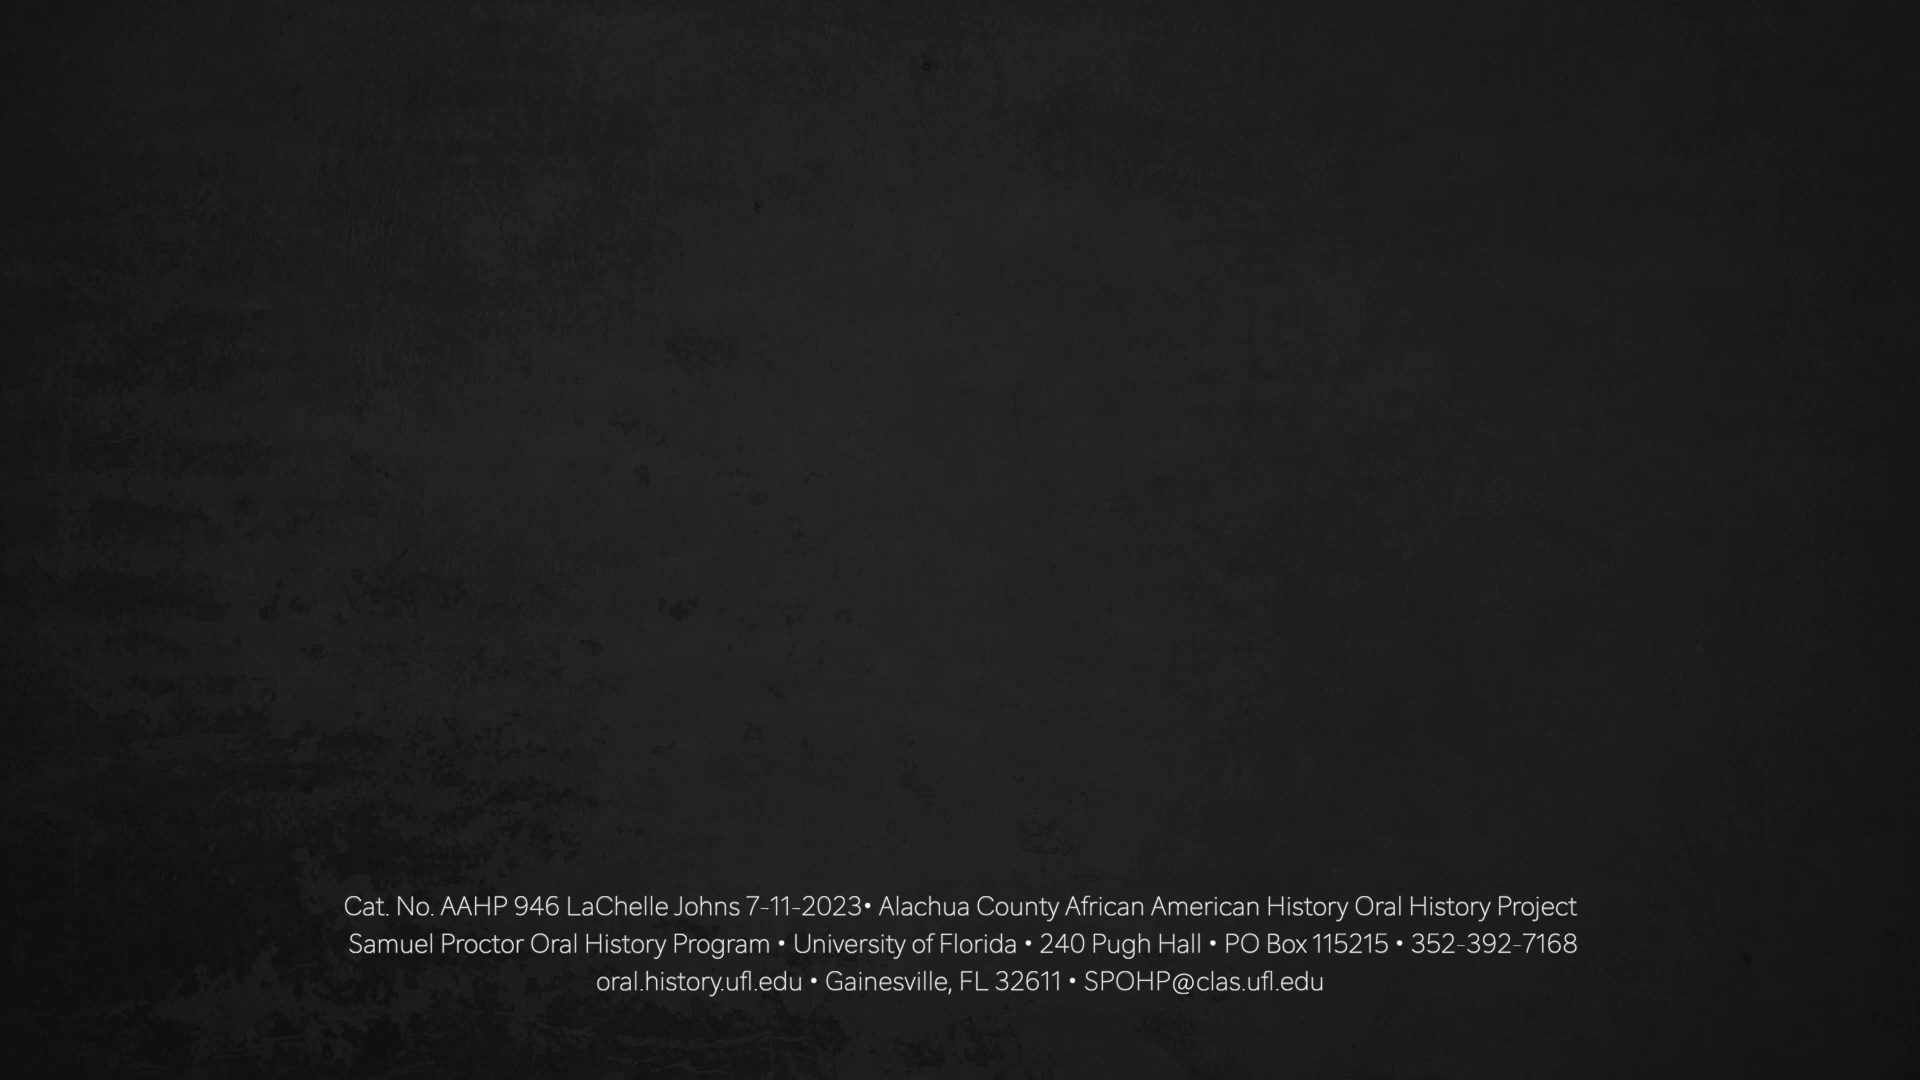 Cat. No. AAHP 946 LaChelle Johns 7-11-2023• Alachua County African American History Oral History Project
Samuel Proctor Oral History Program • University of Florida • 240 Pugh Hall • PO Box 115215 • 352-392-7168
oral.history.ufl.edu • Gainesville, FL 32611 • SPOHP@clas.ufl.edu